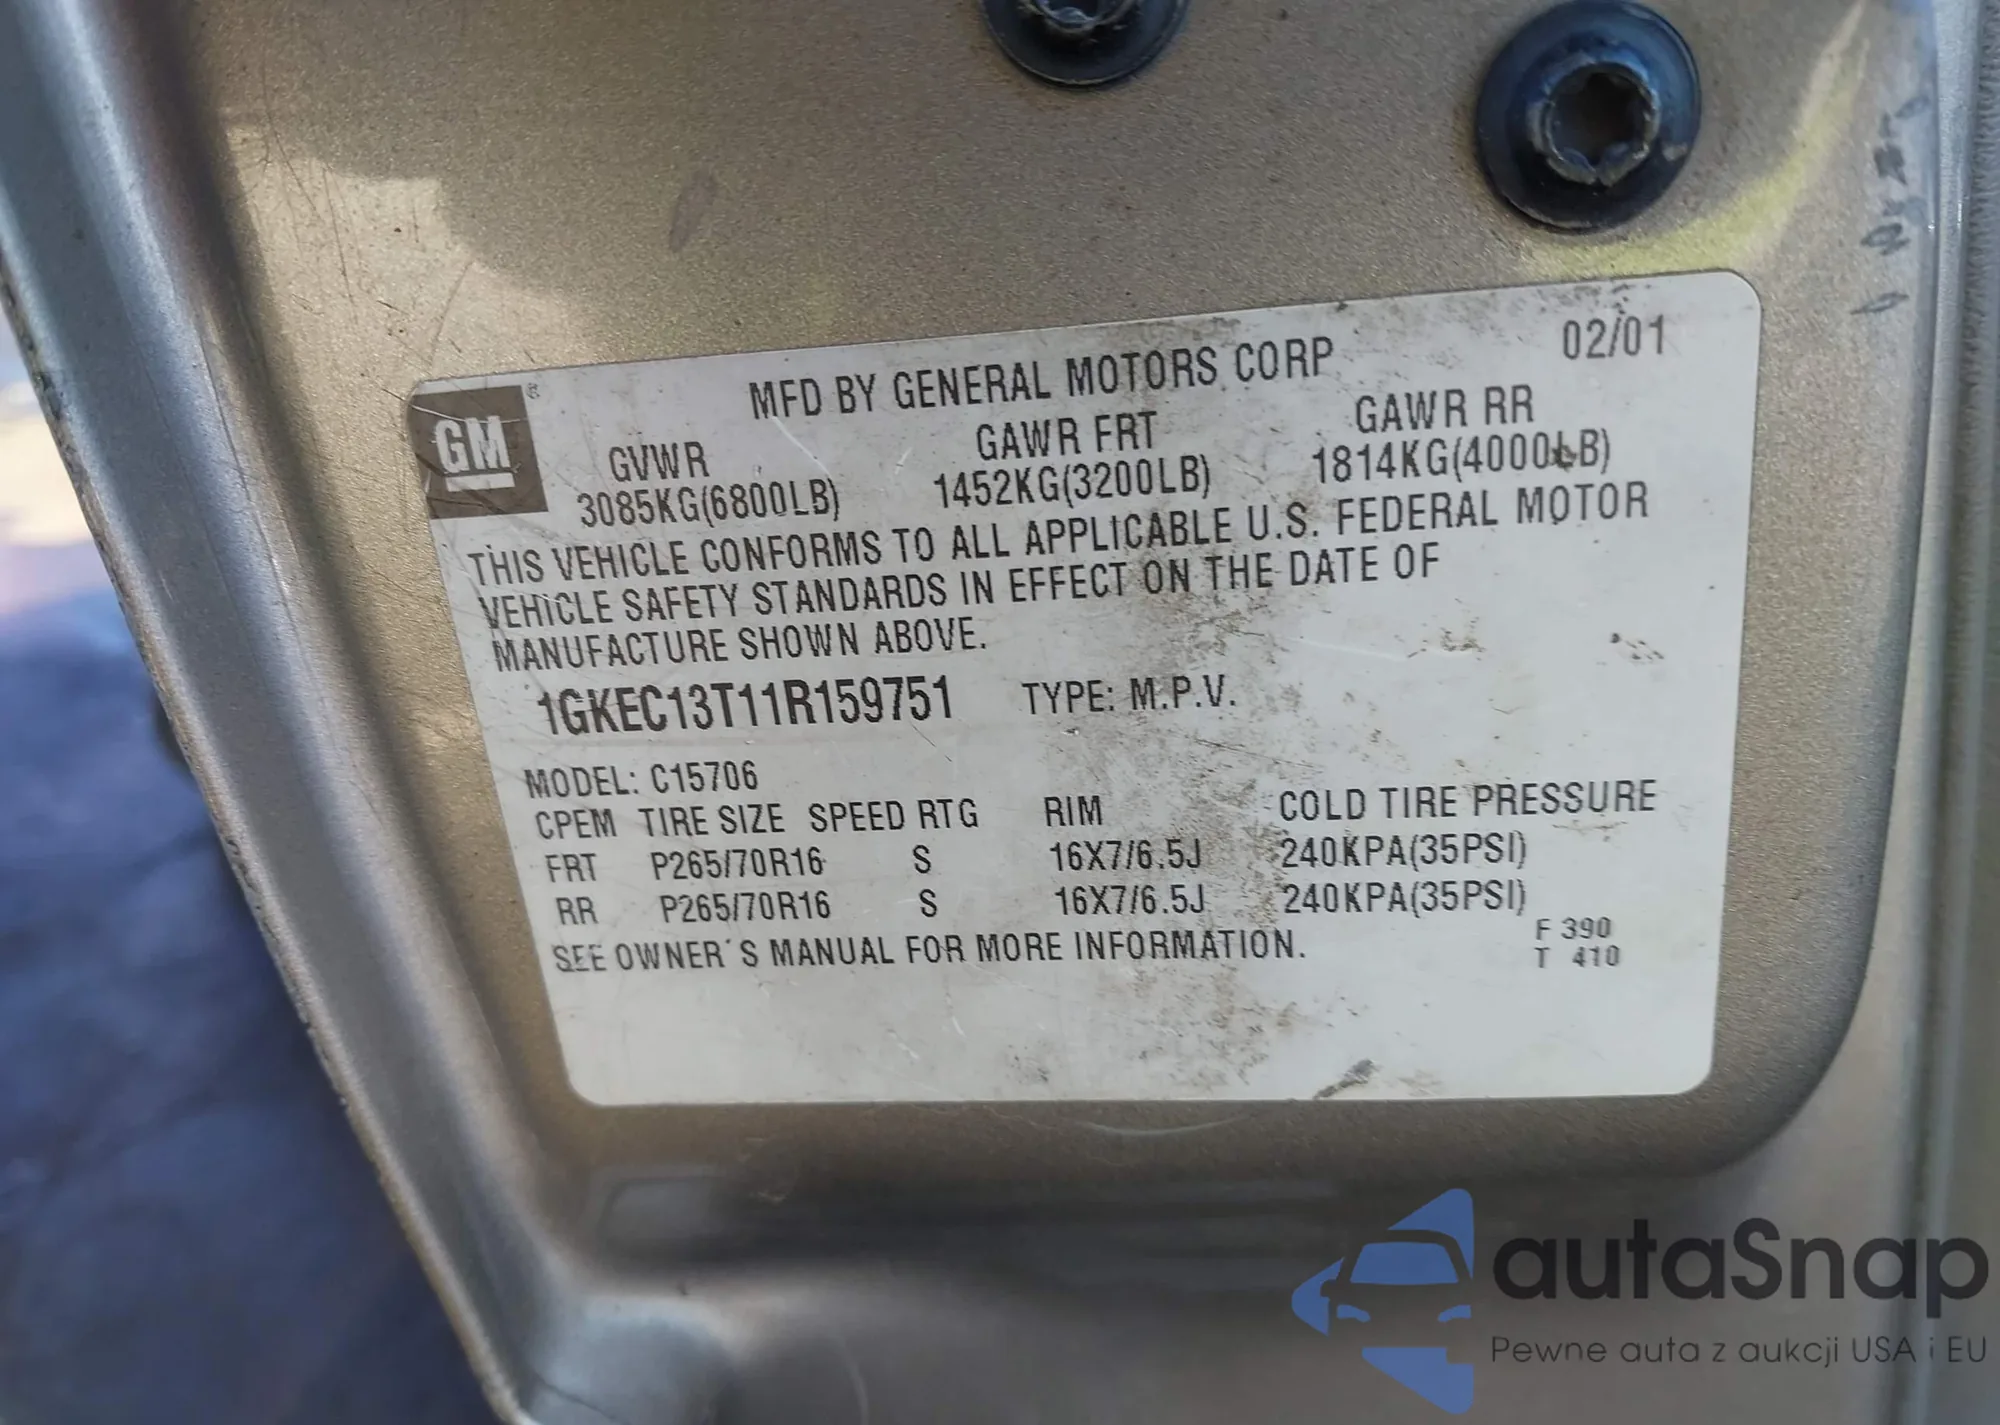 GM®
MFD BY GENERAL MOTORS CORP 02/01
GVWR GAWR FRT GAWR RR
3085KG(6800LB) 1452KG(3200LB) 1814KG(4000LB)
THIS VEHICLE CONFORMS TO ALL APPLICABLE U.S. FEDERAL MOTOR
VEHICLE SAFETY STANDARDS IN EFFECT ON THE DATE OF
MANUFACTURE SHOWN ABOVE.
1GKEC13T11R159751 TYPE: M.P.V.
MODEL: C15706
CPEM TIRE SIZE SPEED RTG RIM COLD TIRE PRESSURE
FRT P265/70R16 S 16X7/6.5J 240KPA(35PSI)
RR P265/70R16 S 16X7/6.5J 240KPA(35PSI)
SEE OWNER´S MANUAL FOR MORE INFORMATION.
F 390
T 410
autaSnap
Pewne auta z aukcji USA i EU